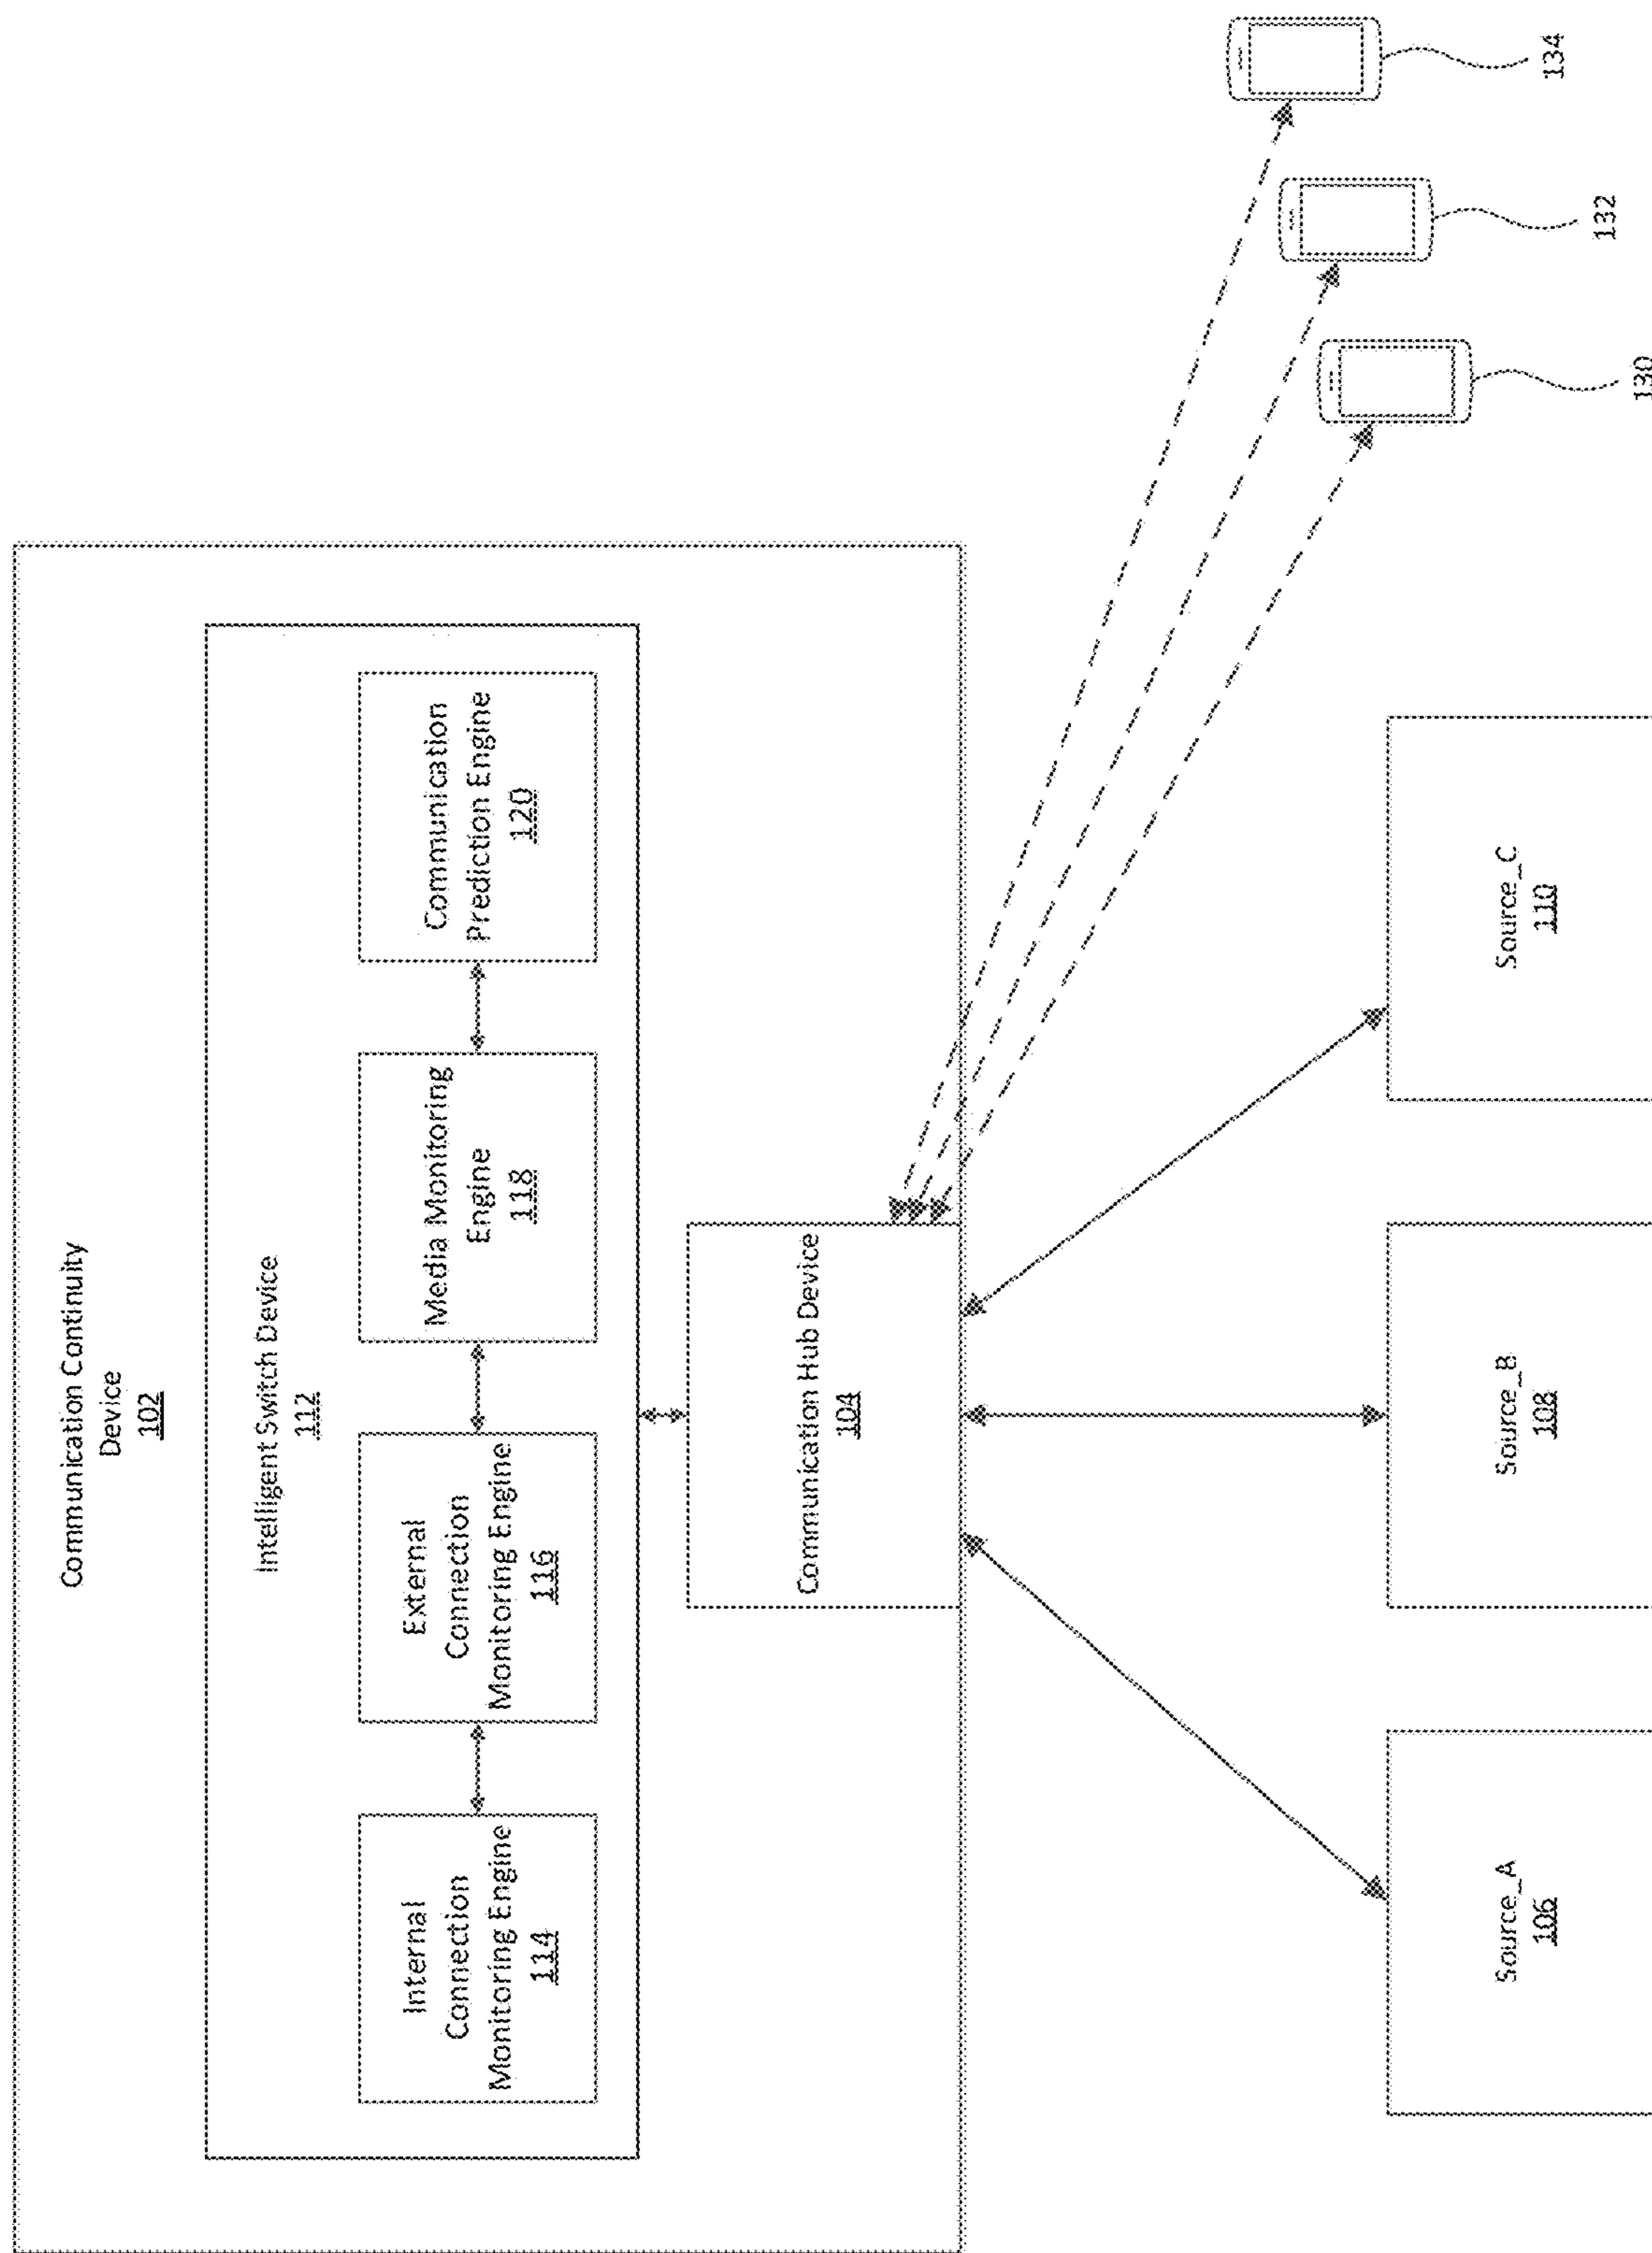 Communication Continuity
Device
102
Intelligent Switch Device
112
Internal
Connection
Monitoring Engine
114
External
Connection
Monitoring Engine
116
Media Monitoring
Engine
118
Communication
Prediction Engine
120
Communication Hub Device
104
Source_A
106
Source_B
108
Source_C
110
130
132
134